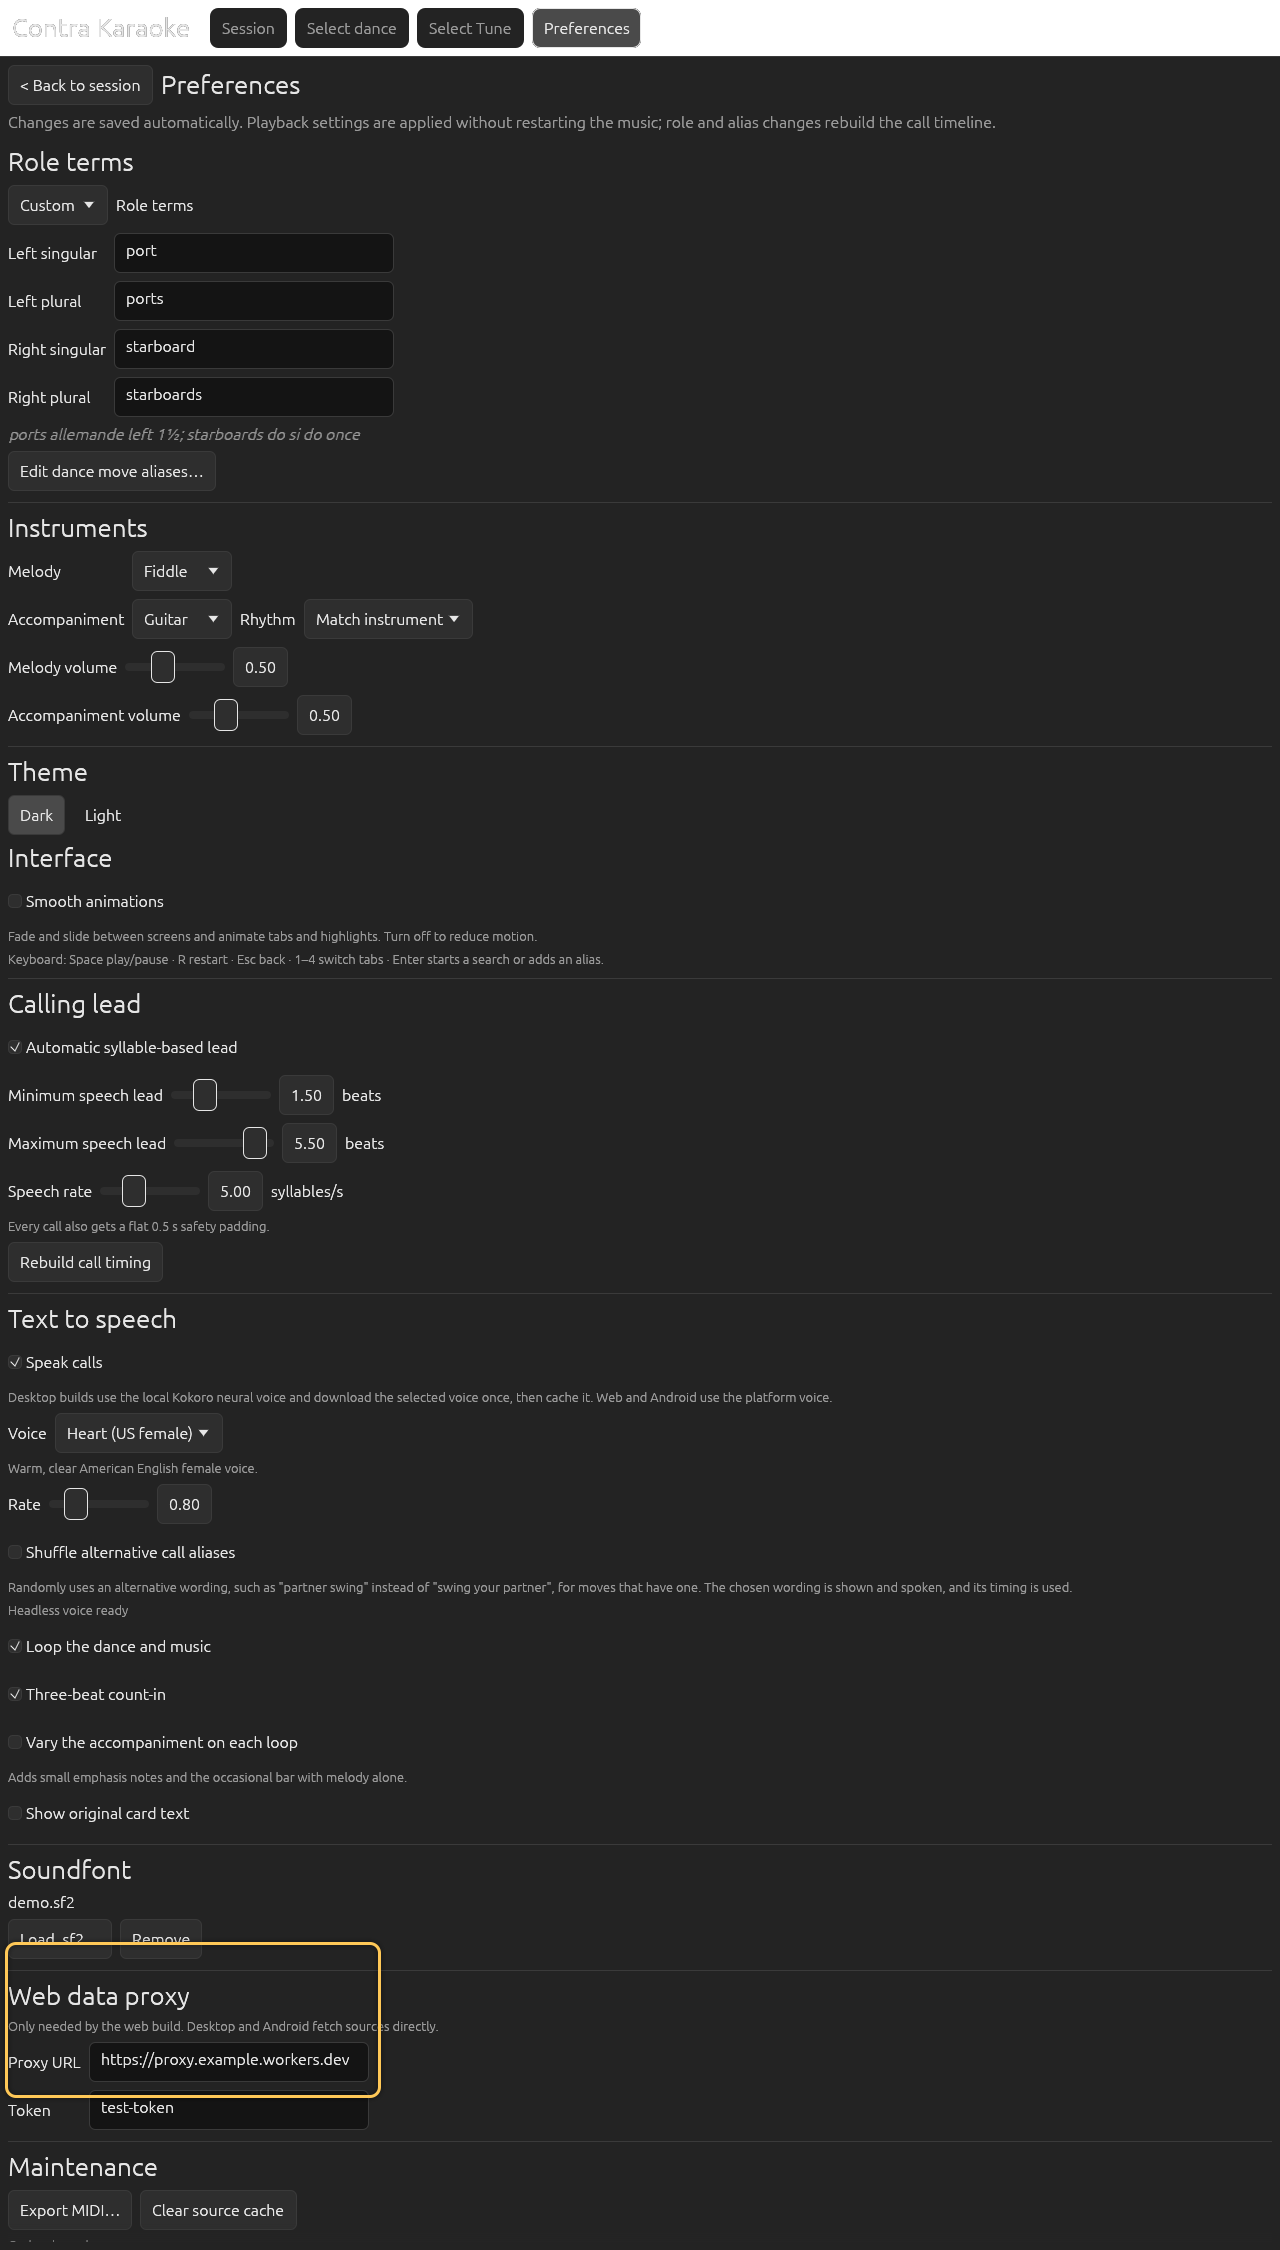 Contra Karaoke Session Select dance Select Tune Preferences
< Back to session Preferences
Changes are saved automatically. Playback settings are applied without restarting the music; role and alias changes rebuild the call timeline.
Role terms
Custom Role terms
Left singular port
Left plural ports
Right singular starboard
Right plural starboards
ports allemande left 1½; starboards do si do once
Edit dance move aliases…
Instruments
Melody Fiddle
Accompaniment Guitar Rhythm Match instrument
Melody volume 0.50
Accompaniment volume 0.50
Theme
Dark Light
Interface
Smooth animations
Fade and slide between screens and animate tabs and highlights. Turn off to reduce motion.
Keyboard: Space play/pause · R restart · Esc back · 1–4 switch tabs · Enter starts a search or adds an alias.
Calling lead
Automatic syllable-based lead
Minimum speech lead 1.50 beats
Maximum speech lead 5.50 beats
Speech rate 5.00 syllables/s
Every call also gets a flat 0.5 s safety padding.
Rebuild call timing
Text to speech
Speak calls
Desktop builds use the local Kokoro neural voice and download the selected voice once, then cache it. Web and Android use the platform voice.
Voice Heart (US female)
Warm, clear American English female voice.
Rate 0.80
Shuffle alternative call aliases
Randomly uses an alternative wording, such as "partner swing" instead of "swing your partner", for moves that have one. The chosen wording is shown and spoken, and its timing is used.
Headless voice ready
Loop the dance and music
Three-beat count-in
Vary the accompaniment on each loop
Adds small emphasis notes and the occasional bar with melody alone.
Show original card text
Soundfont
demo.sf2
Load .sf2… Remove
Web data proxy
Only needed by the web build. Desktop and Android fetch sources directly.
Proxy URL https://proxy.example.workers.dev
Token test-token
Maintenance
Export MIDI… Clear source cache